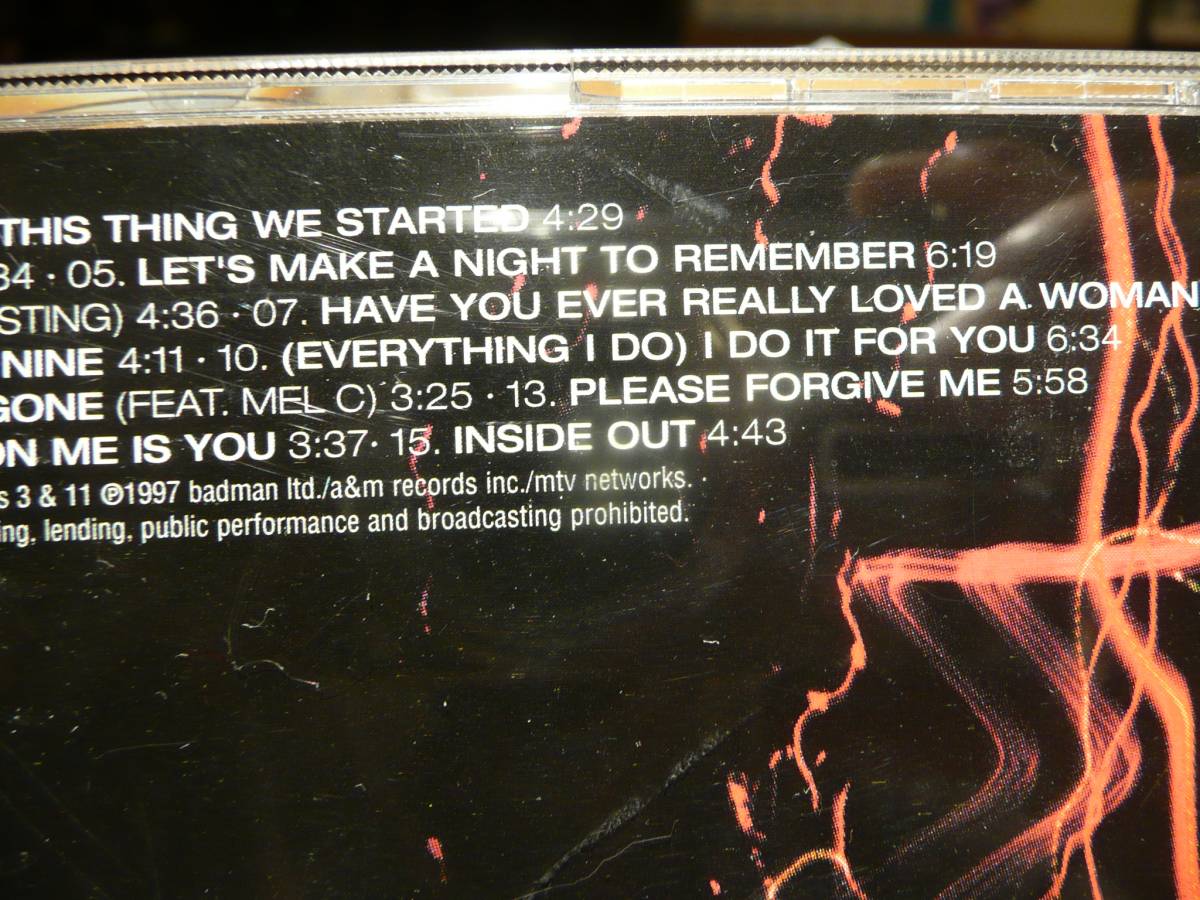 THIS THING WE STARTED 4:29
34 · 05. LET'S MAKE A NIGHT TO REMEMBER 6:19
STING) 4:36 · 07. HAVE YOU EVER REALLY LOVED A WOMAN
NINE 4:11 · 10. (EVERYTHING I DO) I DO IT FOR YOU 6:34
GONE (FEAT. MEL C) 3:25 · 13. PLEASE FORGIVE ME 5:58
ON ME IS YOU 3:37· 15. INSIDE OUT 4:43
s 3 & 11 ℗1997 badman ltd./a&m records inc./mtv networks. ·
ing, lending, public performance and broadcasting prohibited.